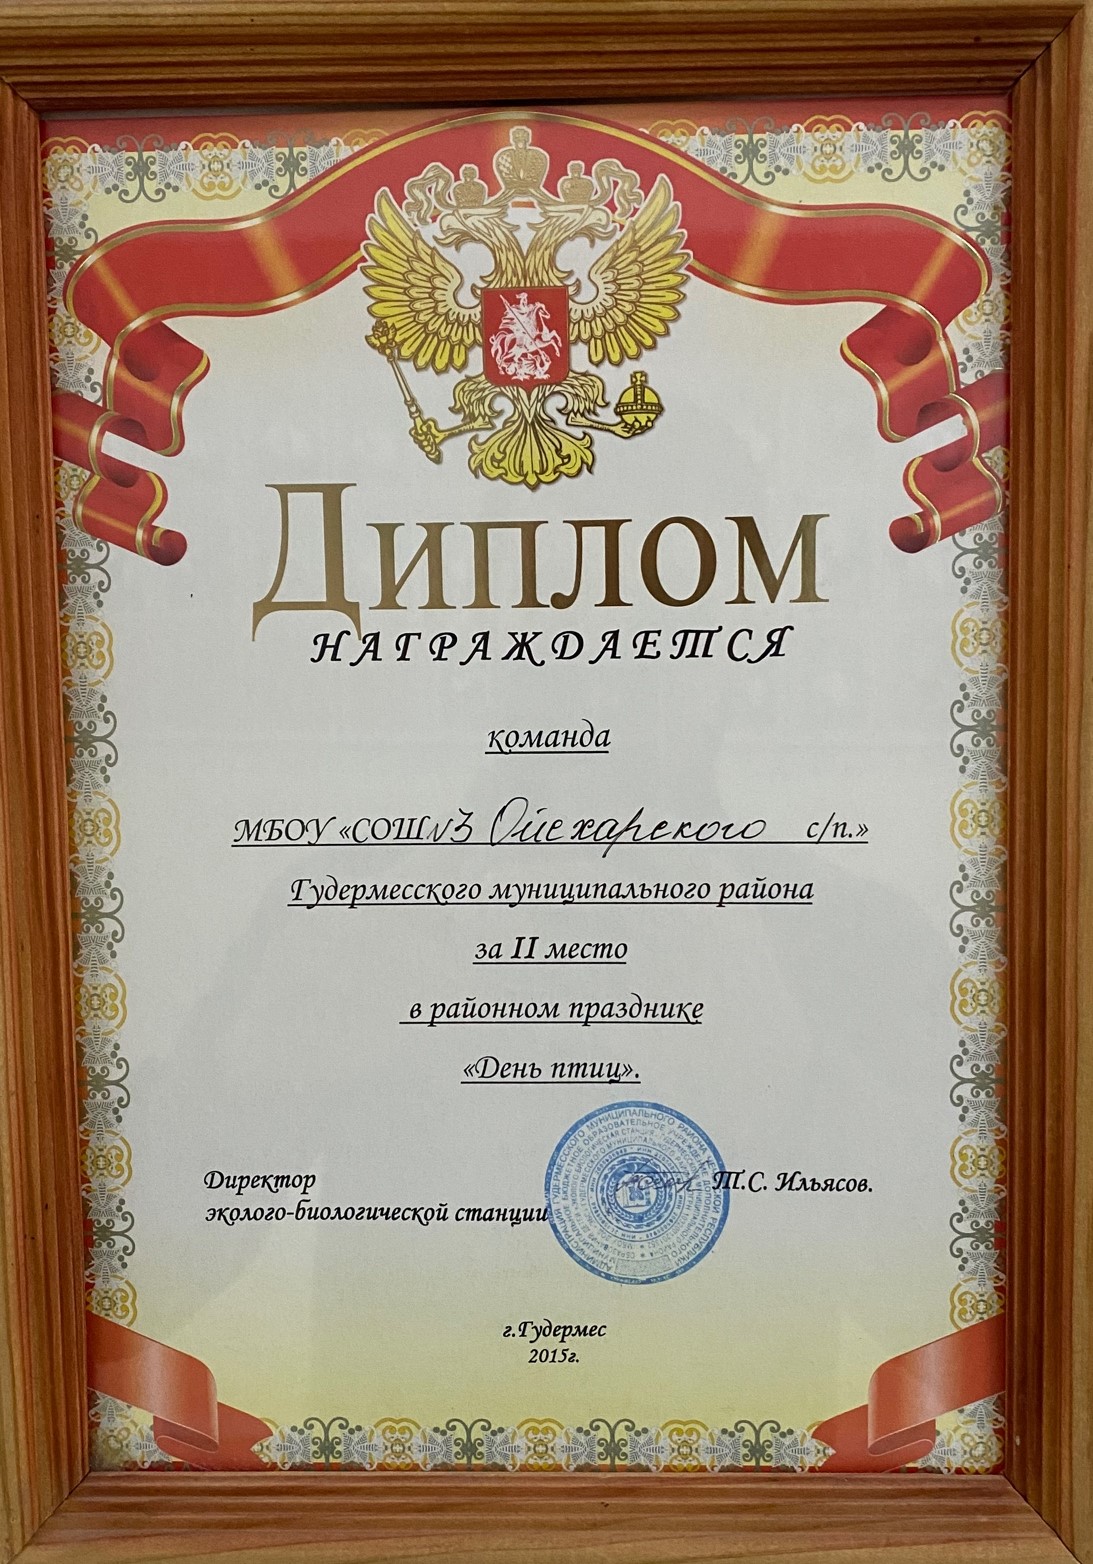 Диплом
НАГРАЖДАЕТСЯ
команда
МБОУ «СОШ№3 Ойсхарского с/п.»
Гудермесского муниципального района
за II место
в районном празднике
«День птиц».
Директор
эколого-биологической станции
Т.С. Ильясов.
г.Гудермес
2015г.